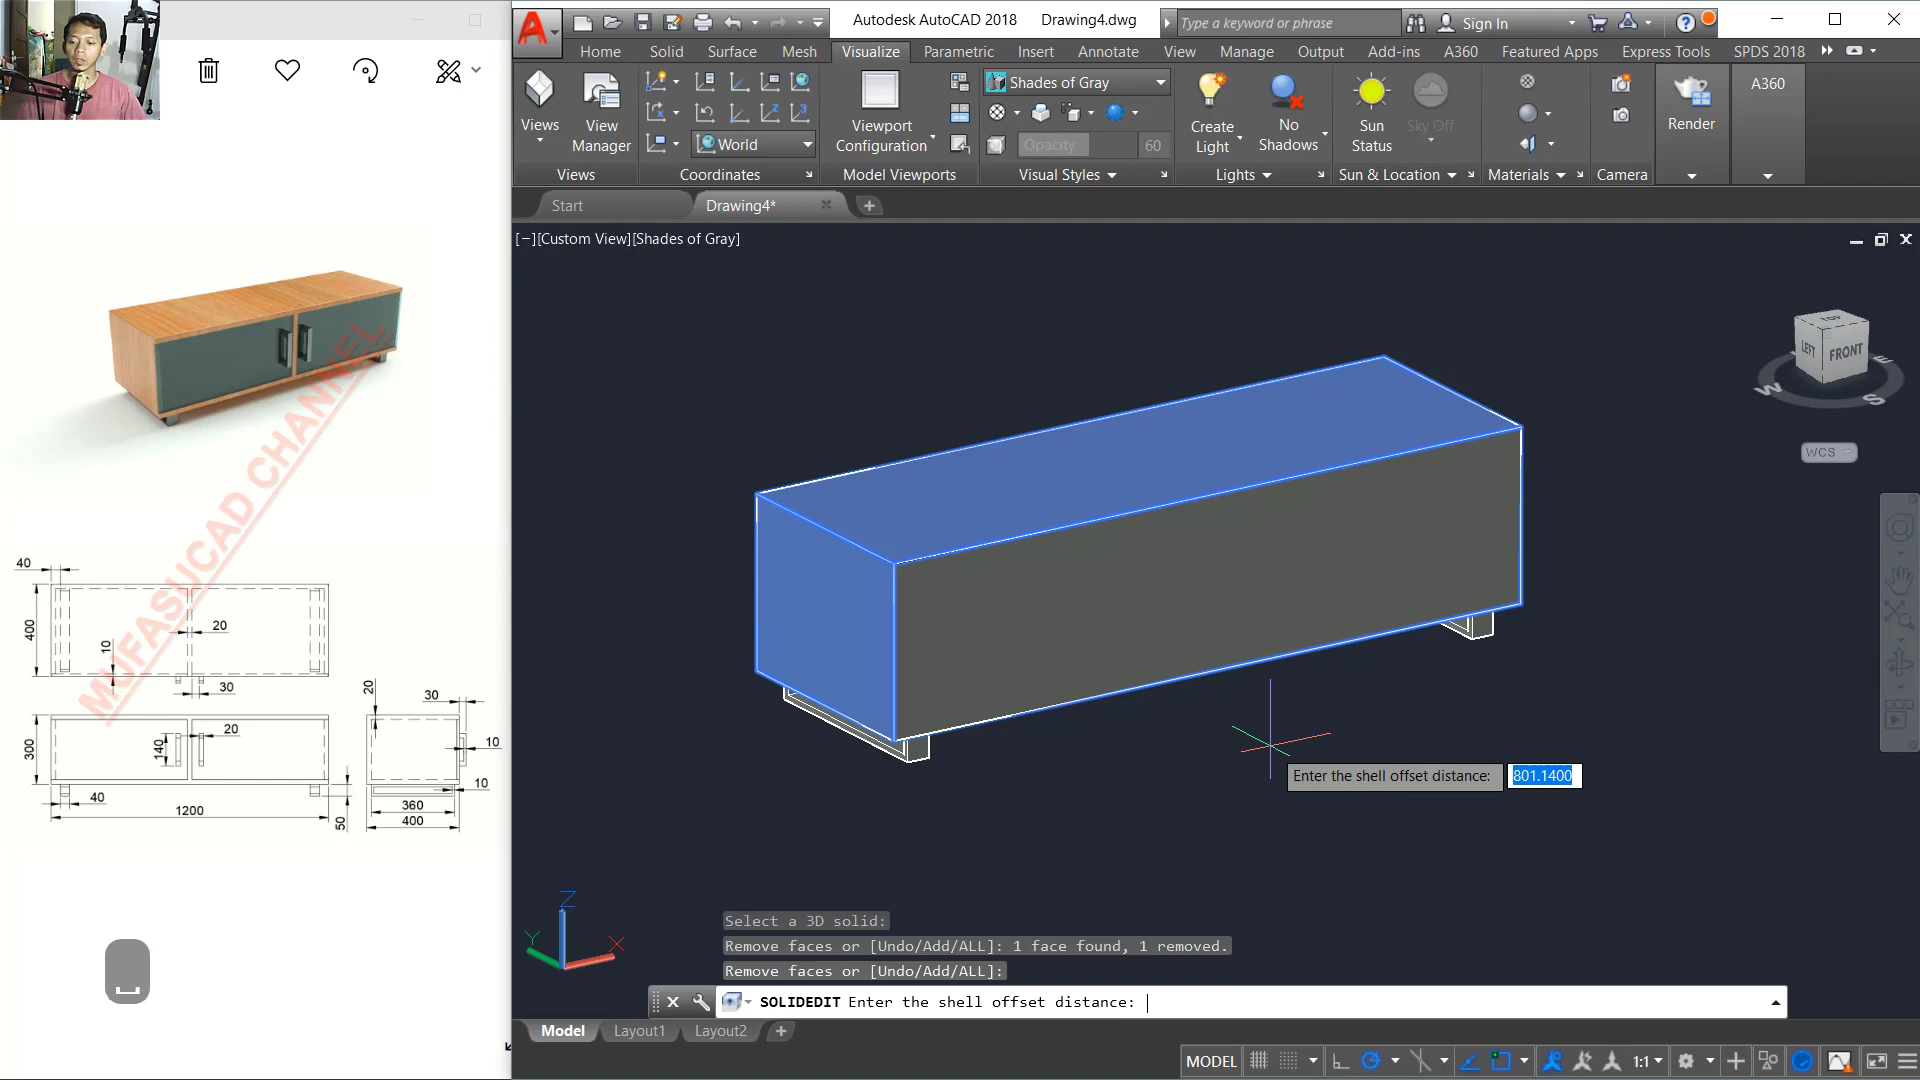 Autodesk AutoCAD 2018 Drawing4.dwg
Type a keyword or phrase
Sign In
Home Solid Surface Mesh Visualize Parametric Insert Annotate View Manage Output Add-ins A360 Featured Apps Express Tools SPDS 2018
Views
View Manager
World
Viewport Configuration
Shades of Gray
Opacity 60
Create Light
No Shadows
Sun Status
Sky Off
Render
A360
Views
Coordinates
Model Viewports
Visual Styles
Lights
Sun & Location
Materials
Camera
Start
Drawing4*
[−][Custom View][Shades of Gray]
TOP
LEFT
FRONT
W
S
E
WCS
MUFASUCAD CHANNEL
40
400
10
20
30
300
140
20
40
1200
50
20
30
10
10
360
400
Enter the shell offset distance: 801.1400
Z
Y
X
Select a 3D solid:
Remove faces or [Undo/Add/ALL]: 1 face found, 1 removed.
Remove faces or [Undo/Add/ALL]:
SOLIDEDIT Enter the shell offset distance:
Model Layout1 Layout2
MODEL
1:1